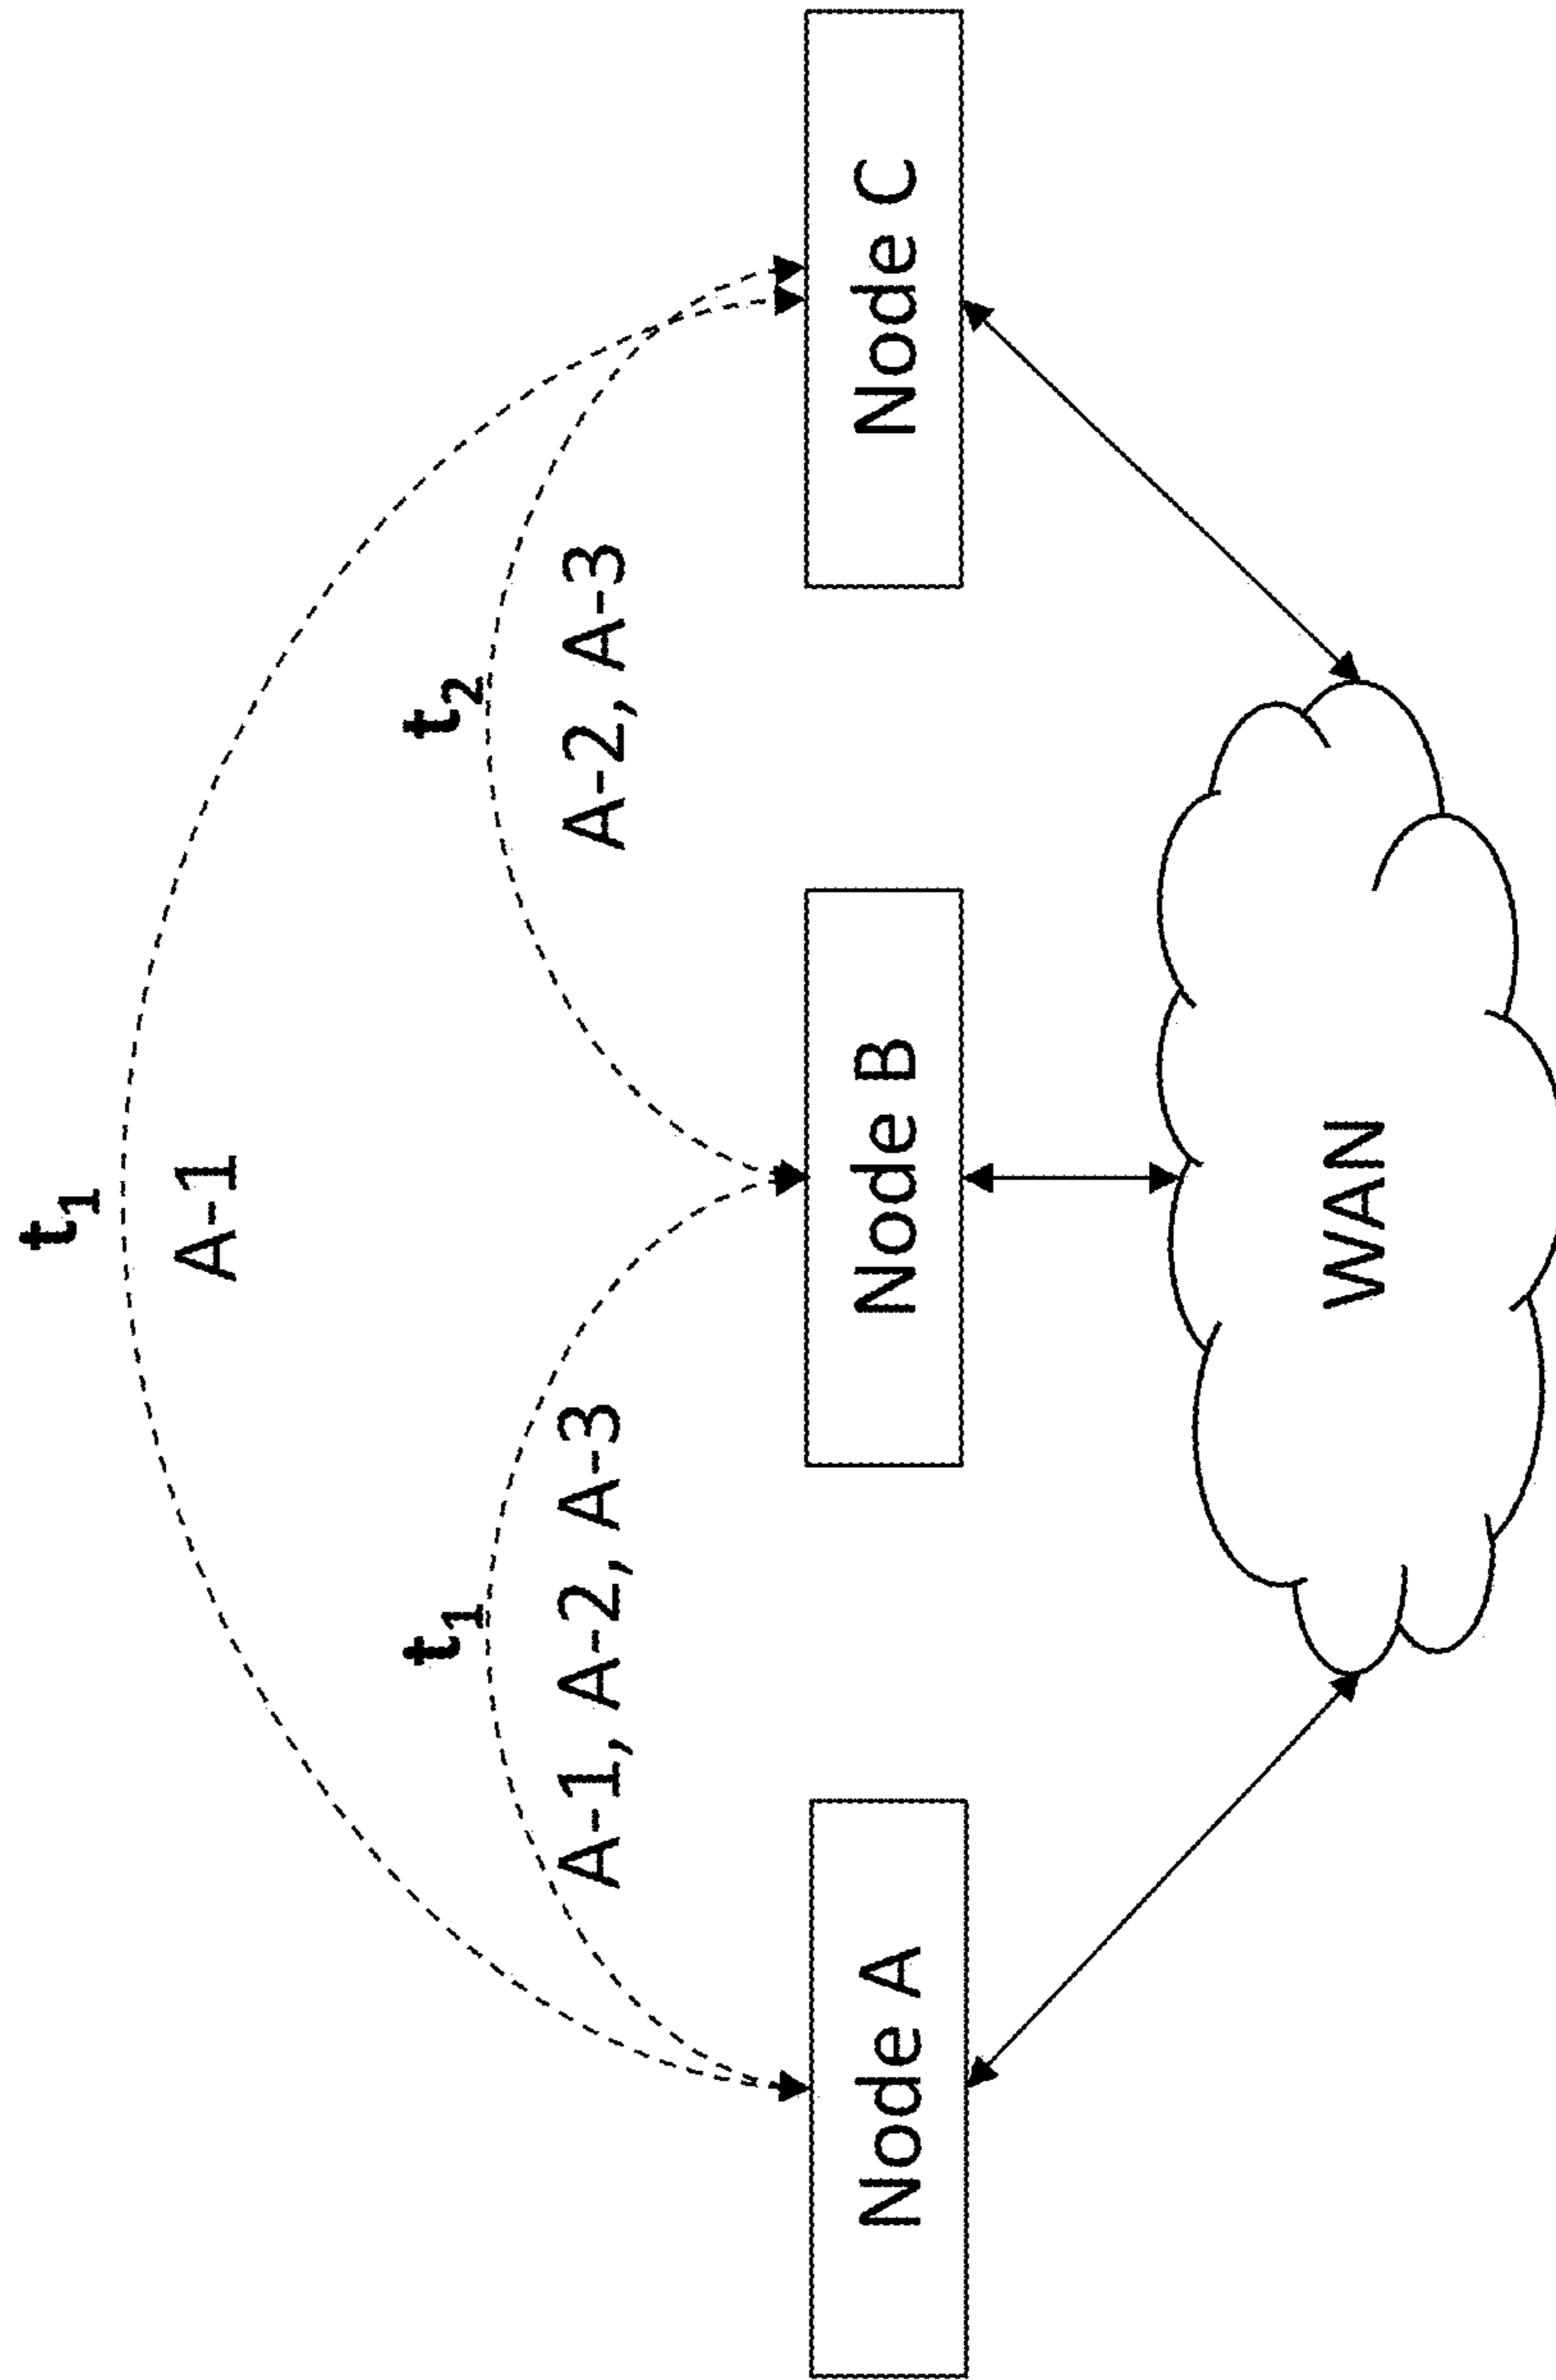 t1
A-1
t1
t2
A-1, A-2, A-3
A-2, A-3
Node A
Node B
Node C
WAN